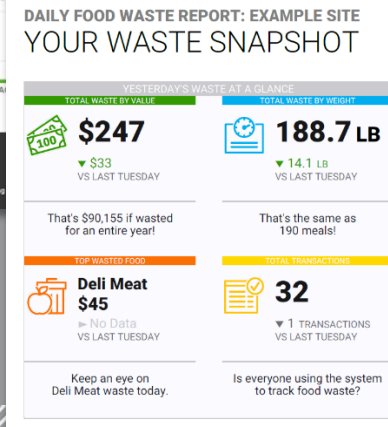 DAILY FOOD WASTE REPORT: EXAMPLE SITE
YOUR WASTE SNAPSHOT
YESTERDAY'S WASTE AT A GLANCE
TOTAL WASTE BY VALUE
100
$247
▼ $33
VS LAST TUESDAY
That's $90,155 if wasted
for an entire year!
TOTAL WASTE BY WEIGHT
188.7 LB
▼ 14.1 LB
VS LAST TUESDAY
That's the same as
190 meals!
TOP WASTED FOOD
Deli Meat
$45
► No Data
VS LAST TUESDAY
Keep an eye on
Deli Meat waste today.
TOTAL TRANSACTIONS
32
▼ 1 TRANSACTIONS
VS LAST TUESDAY
Is everyone using the system
to track food waste?